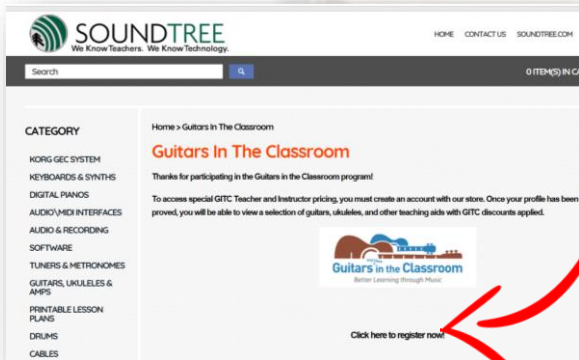 SOUNDTREE
We Know Teachers. We Know Technology.
HOME CONTACT US SOUNDTREE.COM
Search
0 ITEM(S) IN CA
CATEGORY
KORG GEC SYSTEM
KEYBOARDS & SYNTHS
DIGITAL PIANOS
AUDIO\MIDI INTERFACES
AUDIO & RECORDING
SOFTWARE
TUNERS & METRONOMES
GUITARS, UKULELES &
AMPS
PRINTABLE LESSON
PLANS
DRUMS
CABLES
Home > Guitars In The Classroom
Guitars In The Classroom
Thanks for participating in the Guitars in the Classroom program!
To access special GITC Teacher and Instructor pricing, you must create an account with our store. Once your profile has been
proved, you will be able to view a selection of guitars, ukuleles, and other teaching aids with GITC discounts applied.
Guitars in the Classroom
Better Learning through Music
Click here to register now!